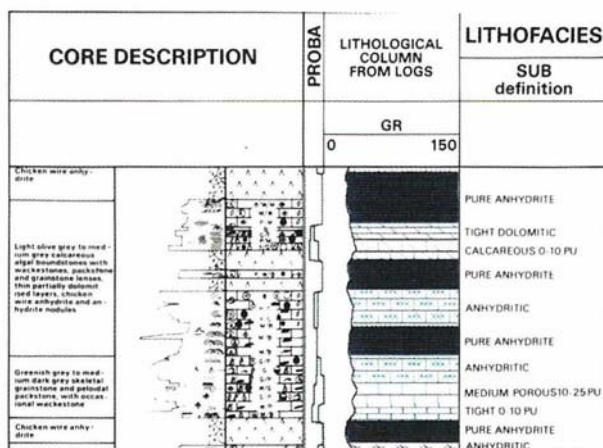 CORE DESCRIPTION
PROBA
LITHOLOGICAL
COLUMN
FROM LOGS
LITHOFACIES
SUB
definition
GR
0 150
Chicken wire anhy-
drite
Light olive grey to med-
ium grey calcareous
algal boundstones with
wackestones, packstone
and grainstone lenses,
thin partially dolomit
ised layers, chicken
wire anhydrite and an-
hydrite nodules
Greenish grey to med-
ium dark grey skeletal
grainstone and peloidal
packstone, with occas-
ional wackestone
Chicken wire anhy-
drite
PURE ANHYDRITE
TIGHT DOLOMITIC
CALCAREOUS 0-10 PU
PURE ANHYDRITE
ANHYDRITIC
PURE ANHYDRITE
ANHYDRITIC
MEDIUM POROUS 10-25 PU
TIGHT 0-10 PU
PURE ANHYDRITE
ANHYDRITIC